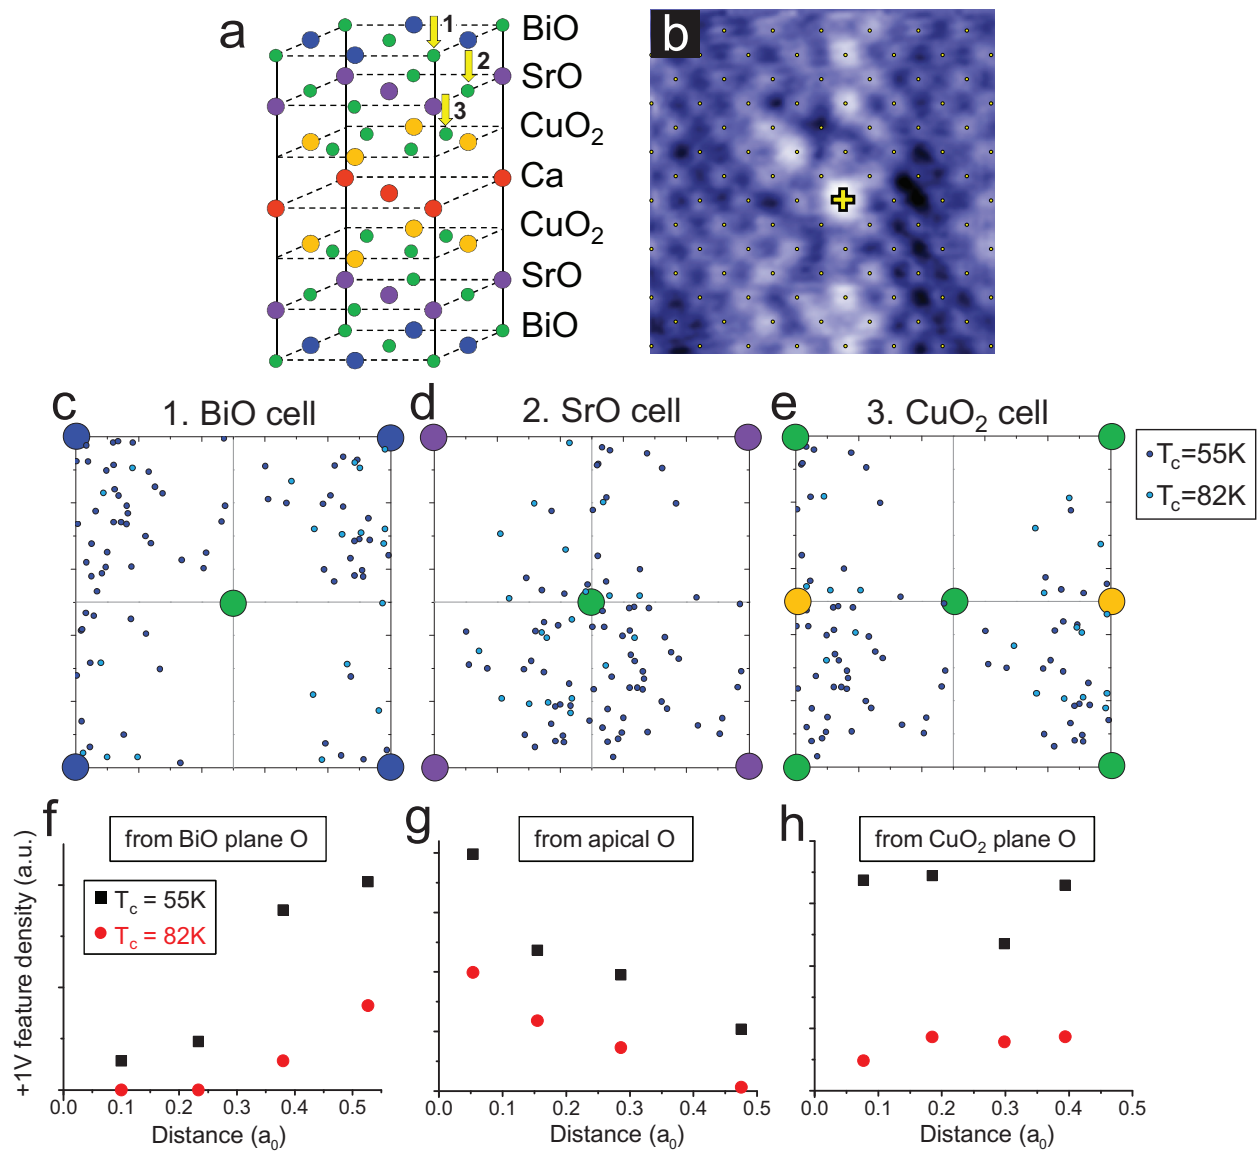 a
1
BiO
2
SrO
3
CuO₂
Ca
CuO₂
SrO
BiO
b
c
1. BiO cell
d
2. SrO cell
e
3. CuO₂ cell
T_c=55K
T_c=82K
f
from BiO plane O
g
from apical O
h
from CuO₂ plane O
+1V feature density (a.u.)
T_c = 55K
T_c = 82K
0.0 0.1 0.2 0.3 0.4 0.5
Distance (a₀)
0.0 0.1 0.2 0.3 0.4 0.5
Distance (a₀)
0.0 0.1 0.2 0.3 0.4 0.5
Distance (a₀)